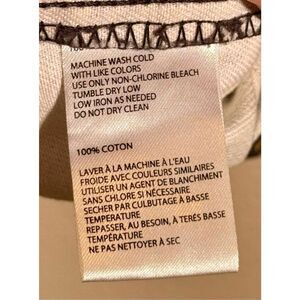 MACHINE WASH COLD
WITH LIKE COLORS
USE ONLY NON-CHLORINE BLEACH
TUMBLE DRY LOW
LOW IRON AS NEEDED
DO NOT DRY CLEAN
100% COTON
LAVER À LA MACHINE À L'EAU
FROIDE AVEC COULEURS SIMILAIRES
UTILISER UN AGENT DE BLANCHIMENT
SANS CHLORE SI NÉCESSAIRE
SECHER PAR CULBUTAGE À BASSE
TEMPERATURE
REPASSER, AU BESOIN, À TERÉS BASSE
TEMPÉRATURE
NE PAS NETTOYER À SEC